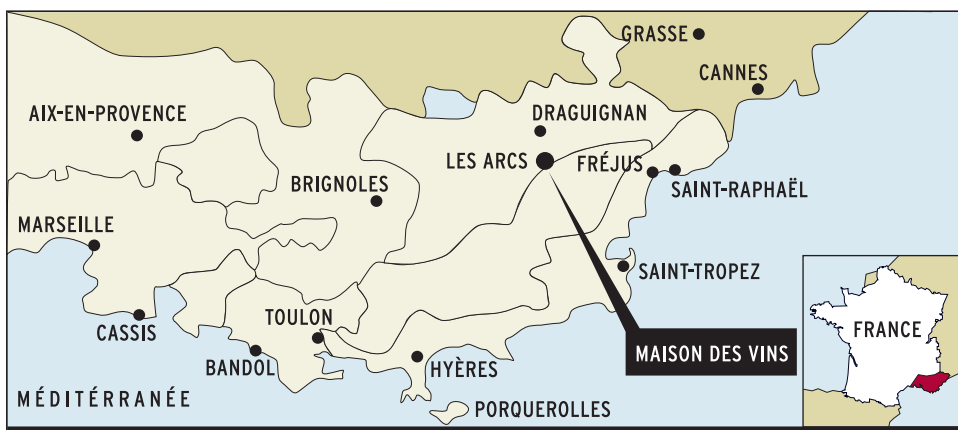 GRASSE
CANNES
AIX-EN-PROVENCE
DRAGUIGNAN
LES ARCS
FRÉJUS
BRIGNOLES
SAINT-RAPHAËL
MARSEILLE
SAINT-TROPEZ
CASSIS
TOULON
FRANCE
MAISON DES VINS
BANDOL
HYÈRES
MÉDITÉRRANÉE
PORQUEROLLES